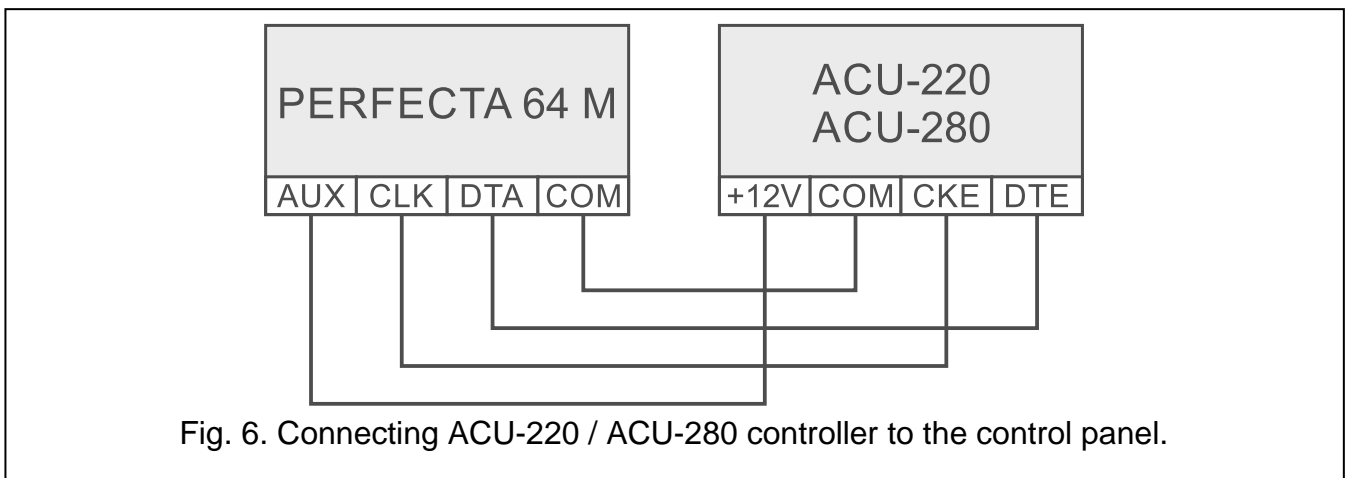 PERFECTA 64 M
AUX CLK DTA COM
ACU-220
ACU-280
+12V COM CKE DTE
Fig. 6. Connecting ACU-220 / ACU-280 controller to the control panel.